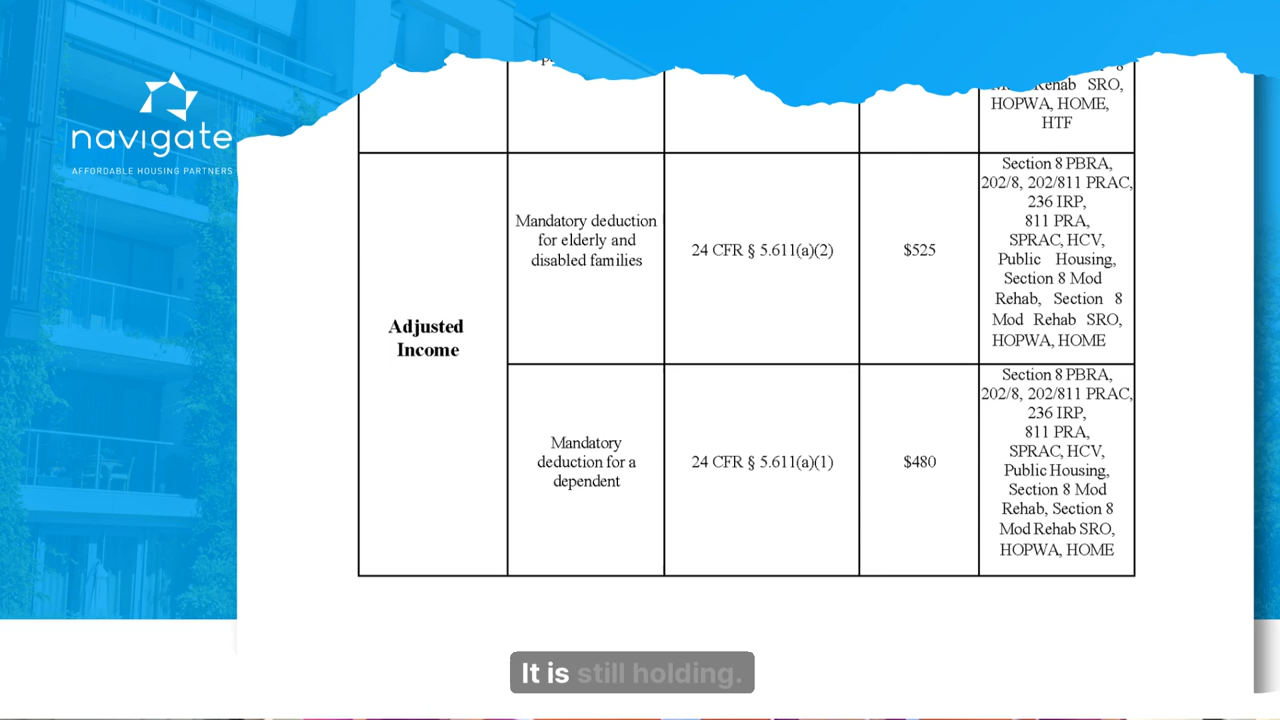 navigate
AFFORDABLE HOUSING PARTNERS
Rehab SRO,
HOPWA, HOME,
HTF
Adjusted
Income
Mandatory deduction
for elderly and
disabled families
24 CFR § 5.611(a)(2)
$525
Section 8 PBRA,
202/8, 202/811 PRAC,
236 IRP,
811 PRA,
SPRAC, HCV,
Public Housing,
Section 8 Mod
Rehab, Section 8
Mod Rehab SRO,
HOPWA, HOME
Mandatory
deduction for a
dependent
24 CFR § 5.611(a)(1)
$480
Section 8 PBRA,
202/8, 202/811 PRAC,
236 IRP,
811 PRA,
SPRAC, HCV,
Public Housing,
Section 8 Mod
Rehab, Section 8
Mod Rehab SRO,
HOPWA, HOME
It is still holding.